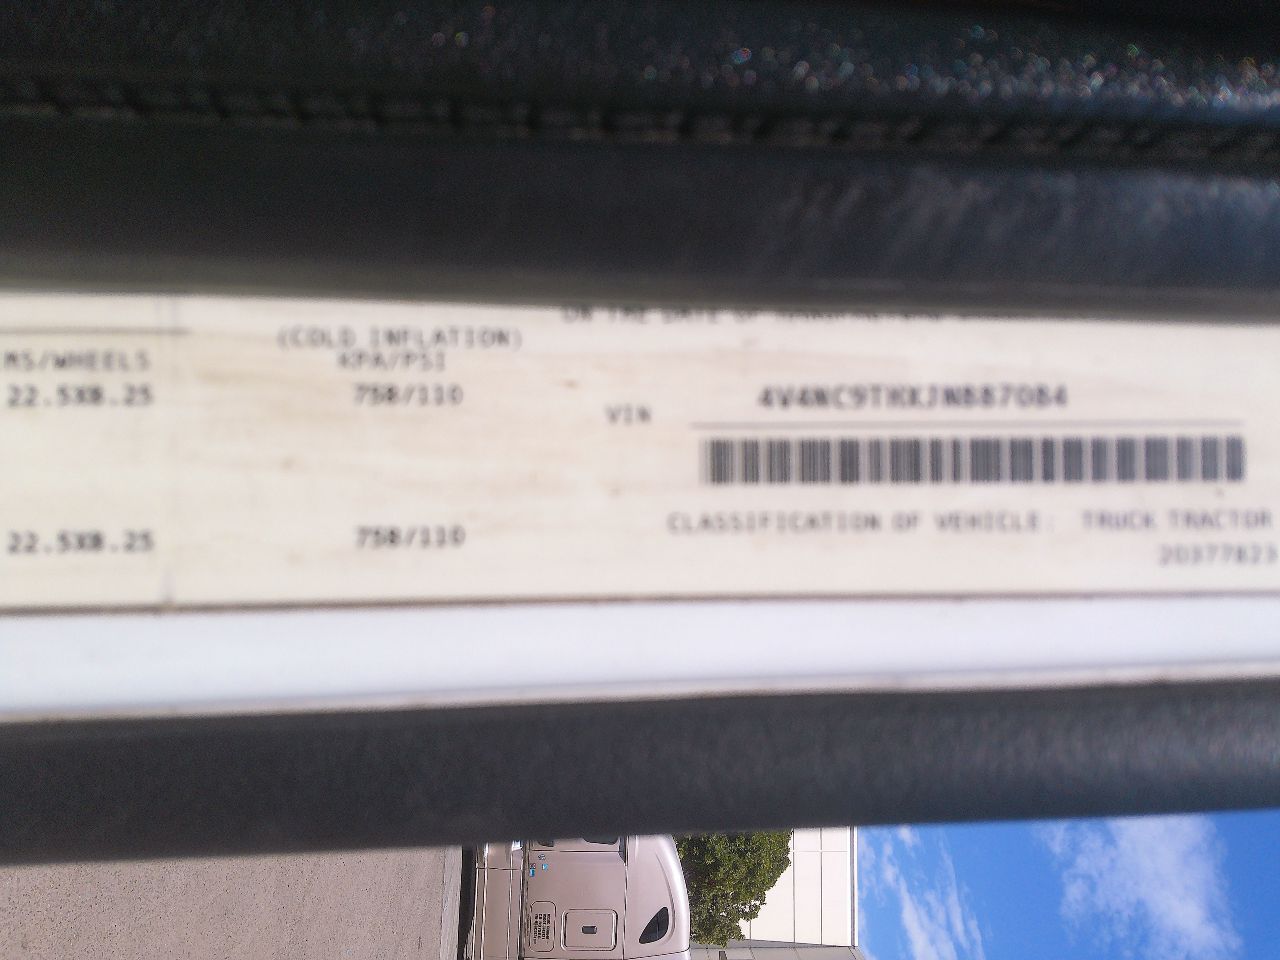 (COLD INFLATION)
MS/WHEELS KPA/PSI
22.5X8.25 758/110
VIN 4V4NC9THXJN887084
CLASSIFICATION OF VEHICLE: TRUCK TRACTOR
22.5X8.25 758/110
20377823